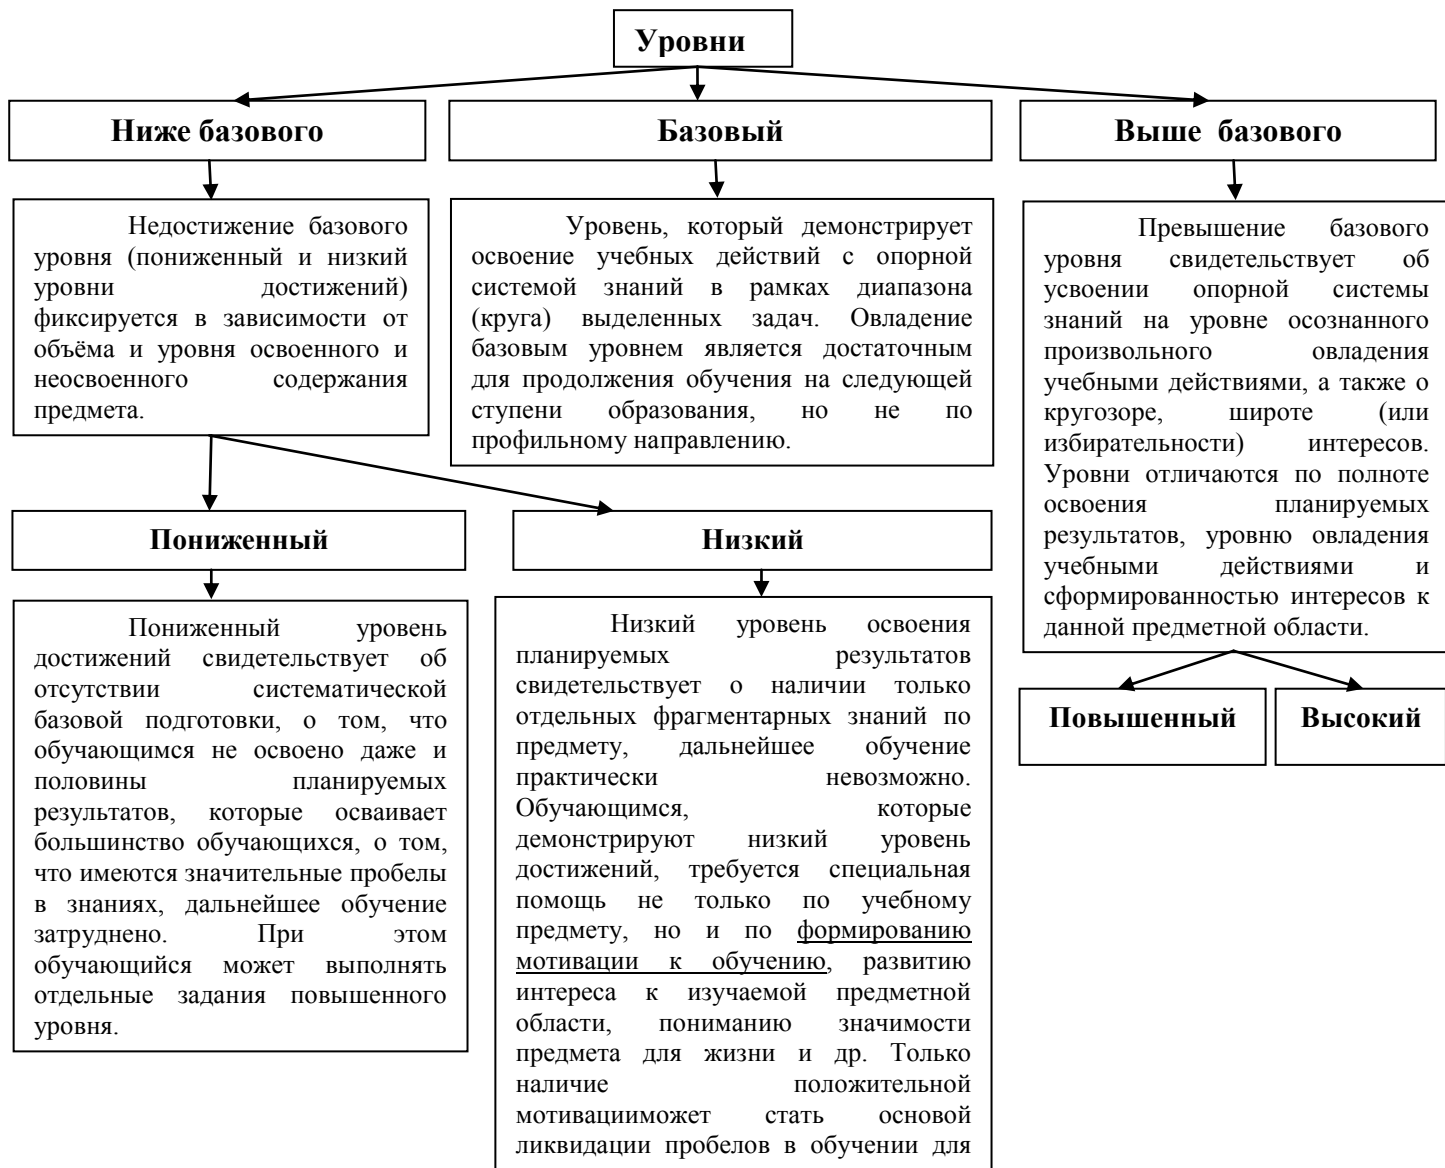 Уровни
Ниже базового
Базовый
Выше базового
Недостижение базового
уровня (пониженный и низкий
уровни достижений)
фиксируется в зависимости от
объёма и уровня освоенного и
неосвоенного содержания
предмета.
Уровень, который демонстрирует
освоение учебных действий с опорной
системой знаний в рамках диапазона
(круга) выделенных задач. Овладение
базовым уровнем является достаточным
для продолжения обучения на следующей
ступени образования, но не по
профильному направлению.
Превышение базового
уровня свидетельствует об
усвоении опорной системы
знаний на уровне осознанного
произвольного овладения
учебными действиями, а также о
кругозоре, широте (или
избирательности) интересов.
Уровни отличаются по полноте
освоения планируемых
результатов, уровню овладения
учебными действиями и
сформированностью интересов к
данной предметной области.
Пониженный
Низкий
Пониженный уровень
достижений свидетельствует об
отсутствии систематической
базовой подготовки, о том, что
обучающимся не освоено даже и
половины планируемых
результатов, которые осваивает
большинство обучающихся, о том,
что имеются значительные пробелы
в знаниях, дальнейшее обучение
затруднено. При этом
обучающийся может выполнять
отдельные задания повышенного
уровня.
Низкий уровень освоения
планируемых результатов
свидетельствует о наличии только
отдельных фрагментарных знаний по
предмету, дальнейшее обучение
практически невозможно.
Обучающимся, которые
демонстрируют низкий уровень
достижений, требуется специальная
помощь не только по учебному
предмету, но и по формированию
мотивации к обучению, развитию
интереса к изучаемой предметной
области, пониманию значимости
предмета для жизни и др. Только
наличие положительной
мотивацииможет стать основой
ликвидации пробелов в обучении для
Повышенный
Высокий